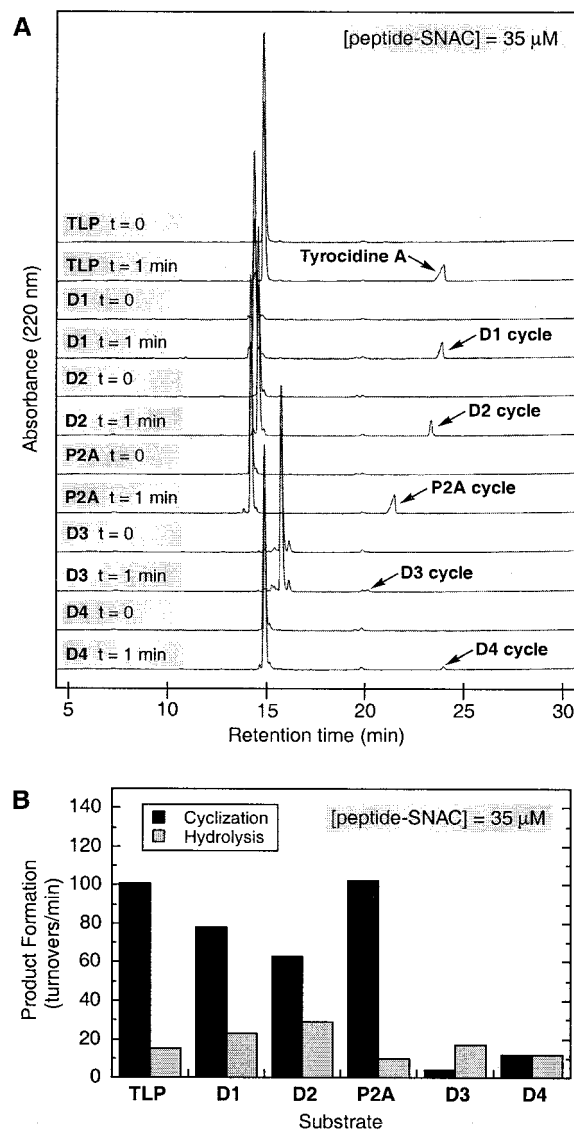 A
[peptide-SNAC] = 35 µM
Absorbance (220 nm)
TLP t = 0
TLP t = 1 min
Tyrocidine A
D1 t = 0
D1 t = 1 min
D1 cycle
D2 t = 0
D2 t = 1 min
D2 cycle
P2A t = 0
P2A t = 1 min
P2A cycle
D3 t = 0
D3 t = 1 min
D3 cycle
D4 t = 0
D4 t = 1 min
D4 cycle
5 10 15 20 25 30
Retention time (min)
B
[peptide-SNAC] = 35 µM
Cyclization
Hydrolysis
Product Formation
(turnovers/min)
140
120
100
80
60
40
20
0
TLP D1 D2 P2A D3 D4
Substrate